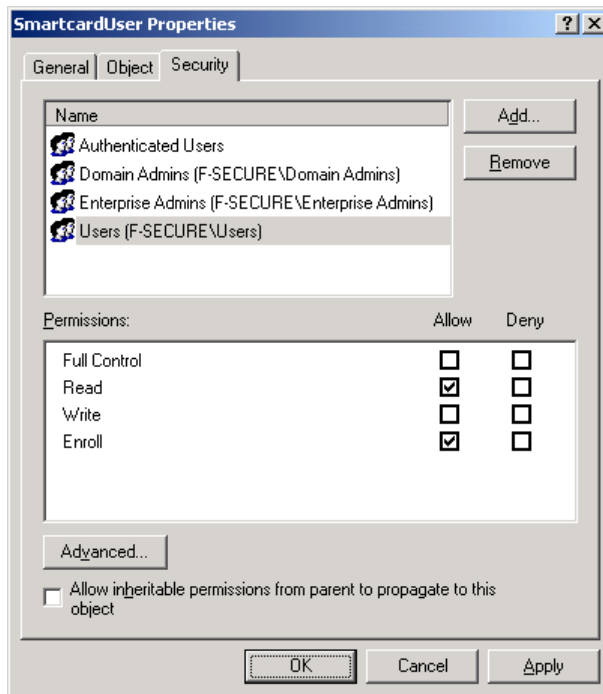 SmartcardUser Properties
? X
General Object Security
Name
Authenticated Users
Domain Admins (F-SECURE\Domain Admins)
Enterprise Admins (F-SECURE\Enterprise Admins)
Users (F-SECURE\Users)
Add...
Remove
Permissions: Allow Deny
Full Control
Read
Write
Enroll
Advanced...
Allow inheritable permissions from parent to propagate to this
object
OK Cancel Apply